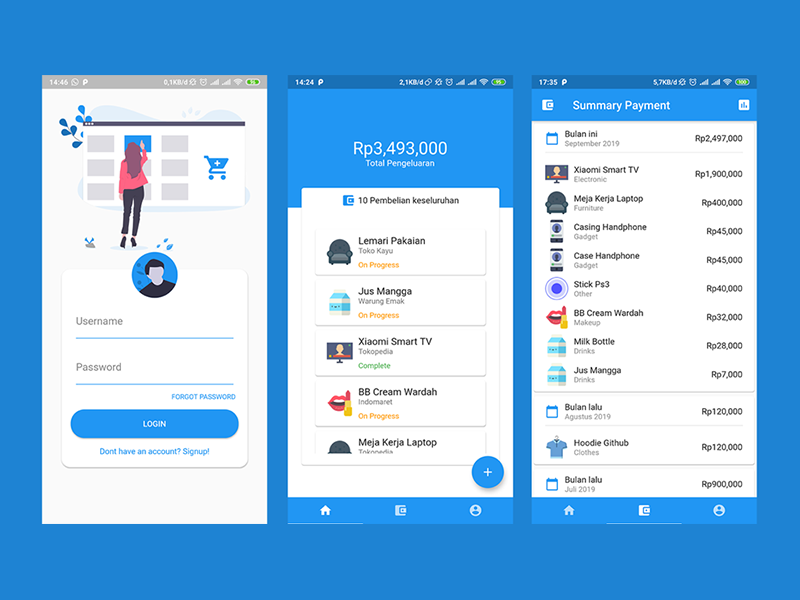 14:46
0,1KB/d
Username
Password
FORGOT PASSWORD
LOGIN
Dont have an account? Signup!
14:24
2,1KB/d
Rp3,493,000
Total Pengeluaran
10 Pembelian keseluruhan
Lemari Pakaian
Toko Kayu
On Progress
Jus Mangga
Warung Emak
On Progress
Xiaomi Smart TV
Tokopedia
Complete
BB Cream Wardah
Indomaret
On Progress
Meja Kerja Laptop
Tokopedia
17:35
5,7KB/d
100
Summary Payment
Bulan ini Rp2,497,000
September 2019
Xiaomi Smart TV Rp1,900,000
Electronic
Meja Kerja Laptop Rp400,000
Furniture
Casing Handphone Rp45,000
Gadget
Case Handphone Rp45,000
Gadget
Stick Ps3 Rp40,000
Other
BB Cream Wardah Rp32,000
Makeup
Milk Bottle Rp28,000
Drinks
Jus Mangga Rp7,000
Drinks
Bulan lalu Rp120,000
Agustus 2019
Hoodie Github Rp120,000
Clothes
Bulan lalu Rp900,000
Juli 2019